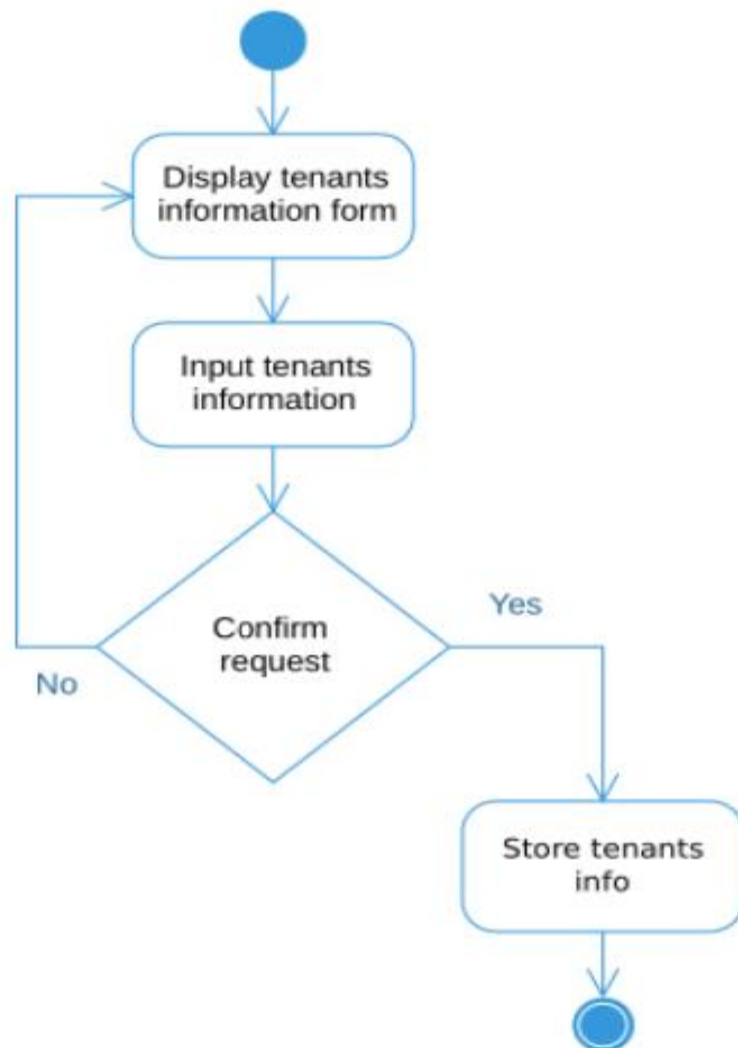 Display tenants
information form
Input tenants
information
Confirm
request
Yes
No
Store tenants
info